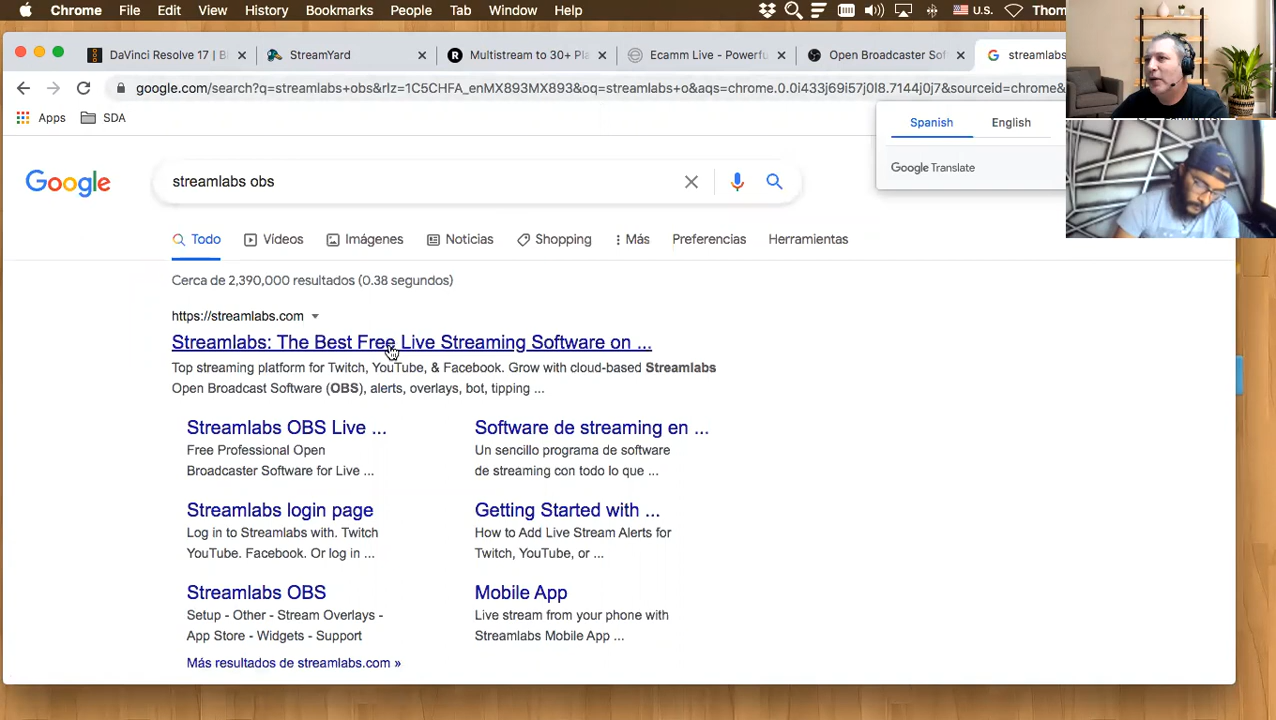 Chrome File Edit View History Bookmarks People Tab Window Help U.S. Thom
DaVinci Resolve 17 | Bl StreamYard Multistream to 30+ Pla Ecamm Live - Powerfu Open Broadcaster Sof streamlabs
google.com/search?q=streamlabs+obs&rlz=1C5CHFA_enMX893MX893&oq=streamlabs+o&aqs=chrome.0.0i433j69i57j0l8.7144j0j7&sourceid=chrome&
Apps SDA
Spanish English
Google Translate
Google streamlabs obs
Todo Vídeos Imágenes Noticias Shopping Más Preferencias Herramientas
Cerca de 2,390,000 resultados (0.38 segundos)
https://streamlabs.com
Streamlabs: The Best Free Live Streaming Software on ...
Top streaming platform for Twitch, YouTube, & Facebook. Grow with cloud-based Streamlabs
Open Broadcast Software (OBS), alerts, overlays, bot, tipping ...
Streamlabs OBS Live ...
Free Professional Open
Broadcaster Software for Live ...
Software de streaming en ...
Un sencillo programa de software
de streaming con todo lo que ...
Streamlabs login page
Log in to Streamlabs with. Twitch
YouTube. Facebook. Or log in ...
Getting Started with ...
How to Add Live Stream Alerts for
Twitch, YouTube, or ...
Streamlabs OBS
Setup - Other - Stream Overlays -
App Store - Widgets - Support
Mobile App
Live stream from your phone with
Streamlabs Mobile App ...
Más resultados de streamlabs.com »